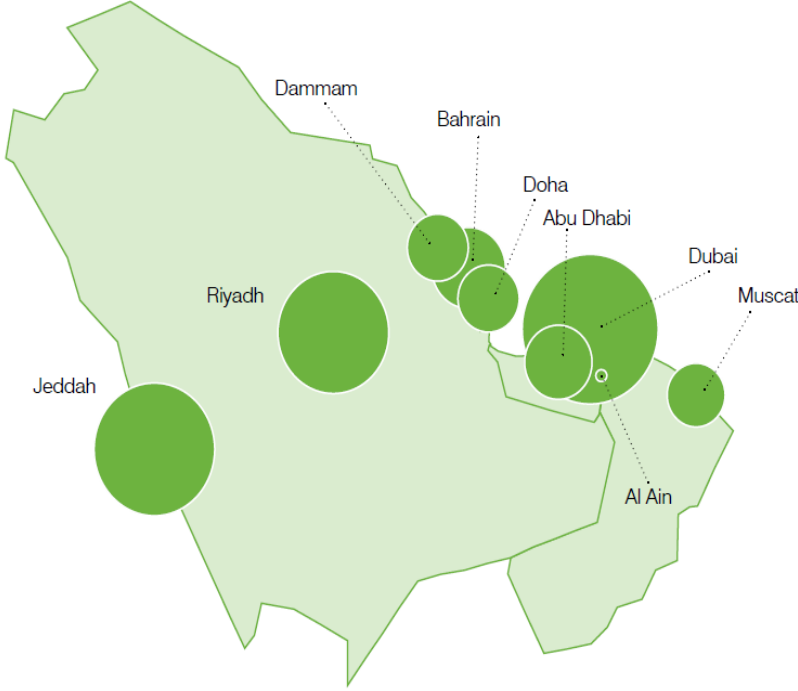 Dammam
Bahrain
Doha
Abu Dhabi
Dubai
Riyadh
Muscat
Jeddah
Al Ain